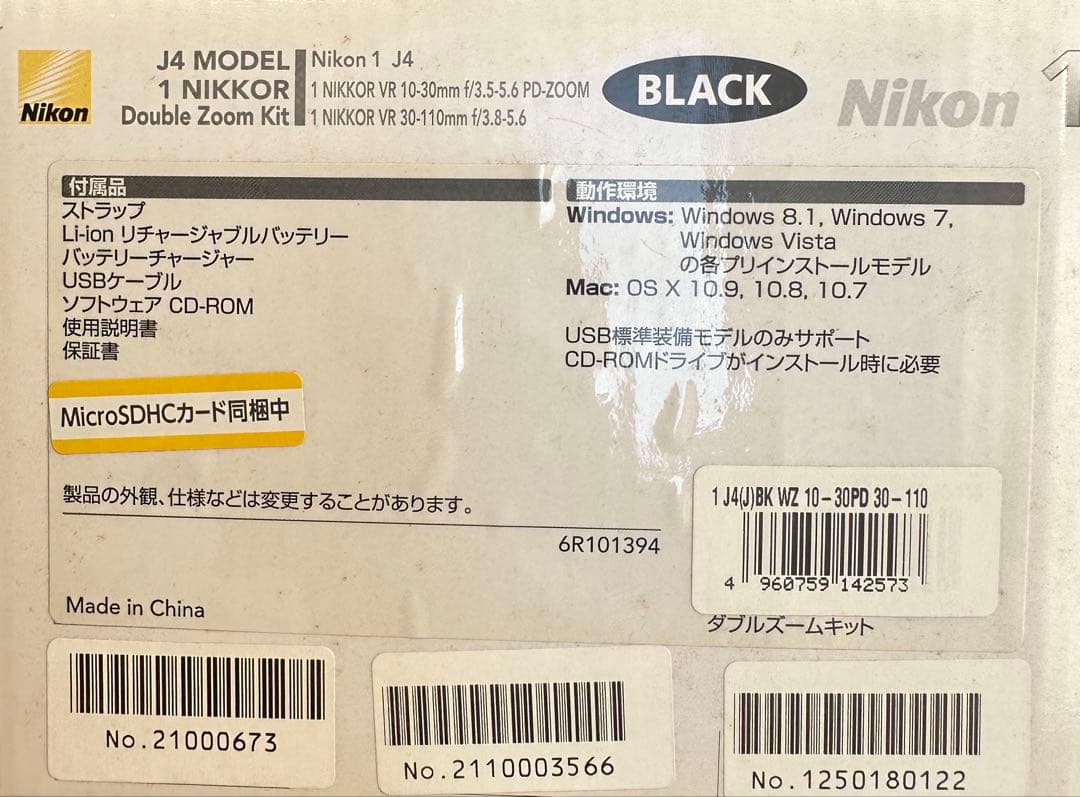 Nikon
J4 MODEL
1 NIKKOR
Double Zoom Kit
Nikon 1 J4
1 NIKKOR VR 10-30mm f/3.5-5.6 PD-ZOOM
1 NIKKOR VR 30-110mm f/3.8-5.6
BLACK
Nikon 1
付属品
ストラップ
Li-ion リチャージャブルバッテリー
バッテリーチャージャー
USBケーブル
ソフトウェア CD-ROM
使用説明書
保証書
MicroSDHCカード同梱中
動作環境
Windows: Windows 8.1, Windows 7,
Windows Vista
の各プリインストールモデル
Mac: OS X 10.9, 10.8, 10.7
USB標準装備モデルのみサポート
CD-ROMドライブがインストール時に必要
製品の外観、仕様などは変更することがあります。
6R101394
Made in China
1 J4(J)BK WZ 10-30PD 30-110
4 960759 142573
ダブルズームキット
No.21000673
No.2110003566
No.1250180122